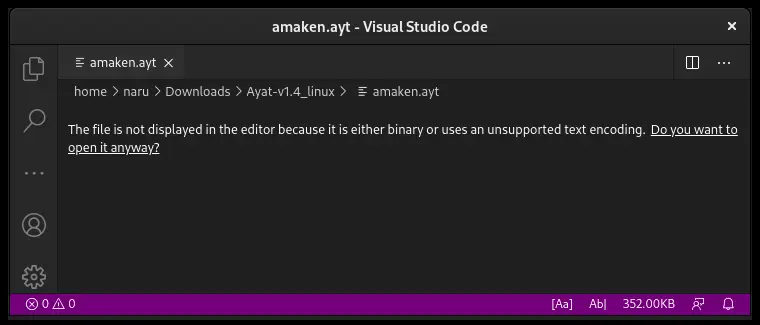 amaken.ayt - Visual Studio Code
amaken.ayt
home > naru > Downloads > Ayat-v1.4_linux > amaken.ayt
The file is not displayed in the editor because it is either binary or uses an unsupported text encoding. Do you want to
open it anyway?
0 0 [Aa] Ab| 352.00KB